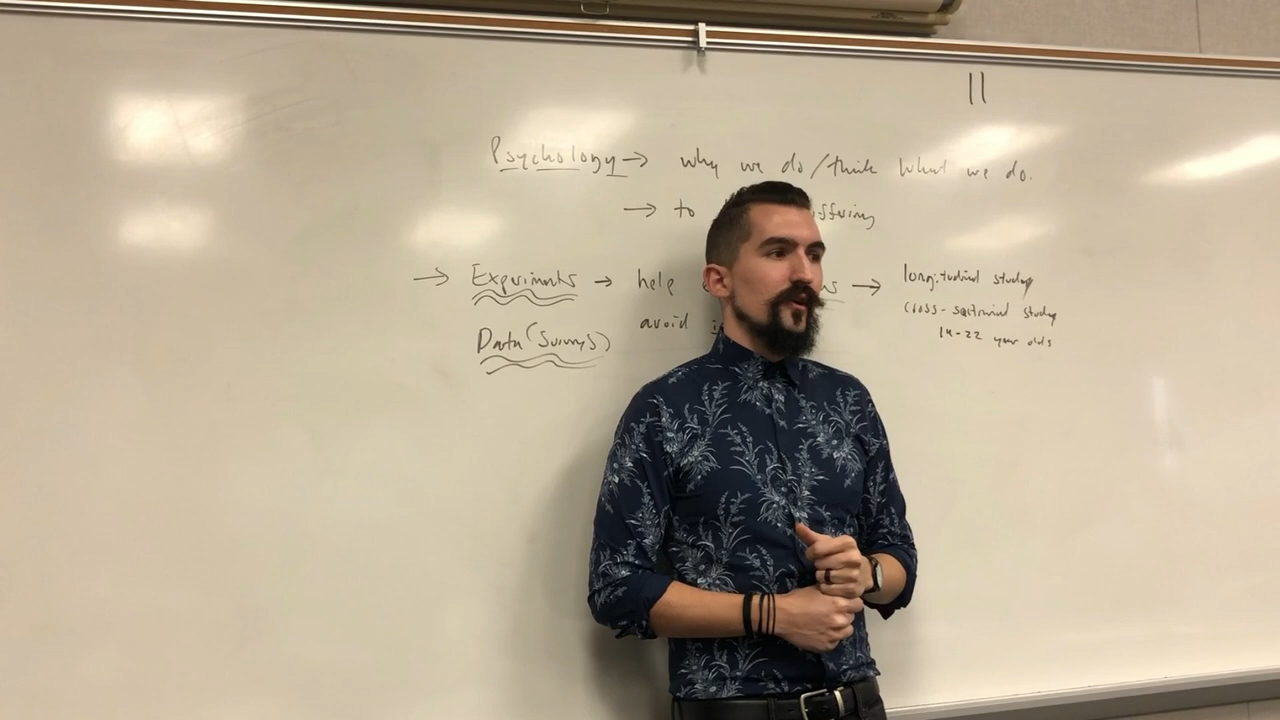 11
Psychology → why we do/think what we do.
→ to ffering
→ Experiments → help s → longitudinal study
cross-sectional study
Data (Surveys) avoid
14-22 year olds